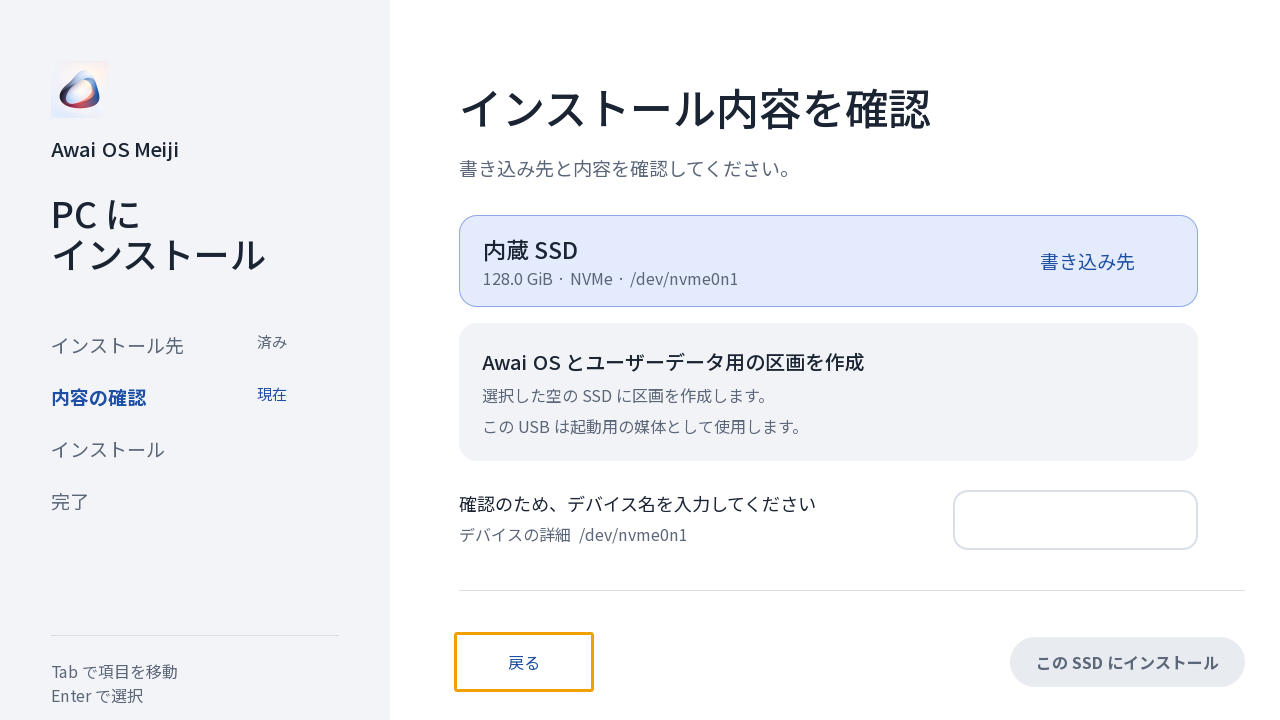 Awai OS Meiji
PC に
インストール
インストール先 済み
内容の確認 現在
インストール
完了
Tab で項目を移動
Enter で選択
インストール内容を確認
書き込み先と内容を確認してください。
内蔵 SSD
128.0 GiB · NVMe · /dev/nvme0n1
書き込み先
Awai OS とユーザーデータ用の区画を作成
選択した空の SSD に区画を作成します。
この USB は起動用の媒体として使用します。
確認のため、デバイス名を入力してください
デバイスの詳細 /dev/nvme0n1
戻る
この SSD にインストール